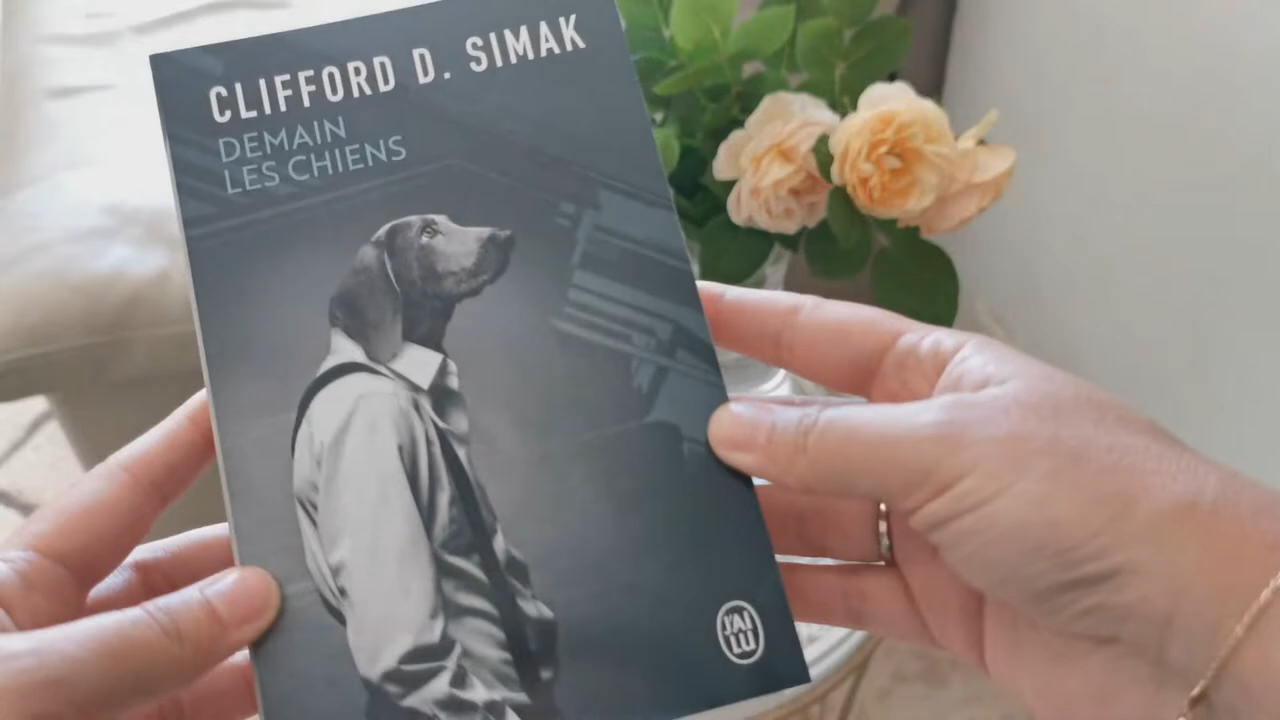 CLIFFORD D. SIMAK
DEMAIN
LES CHIENS
J'AI
LU